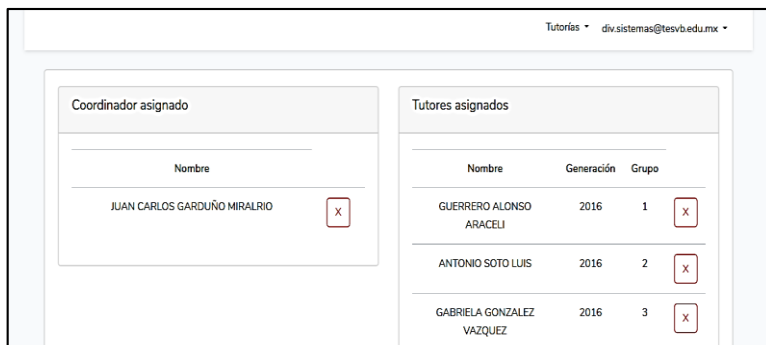 Tutorías div.sistemas@tesvb.edu.mx
Coordinador asignado
Nombre
JUAN CARLOS GARDUÑO MIRALRIO X
Tutores asignados
Nombre Generación Grupo
GUERRERO ALONSO
ARACELI 2016 1 X
ANTONIO SOTO LUIS 2016 2 X
GABRIELA GONZALEZ
VAZQUEZ 2016 3 X